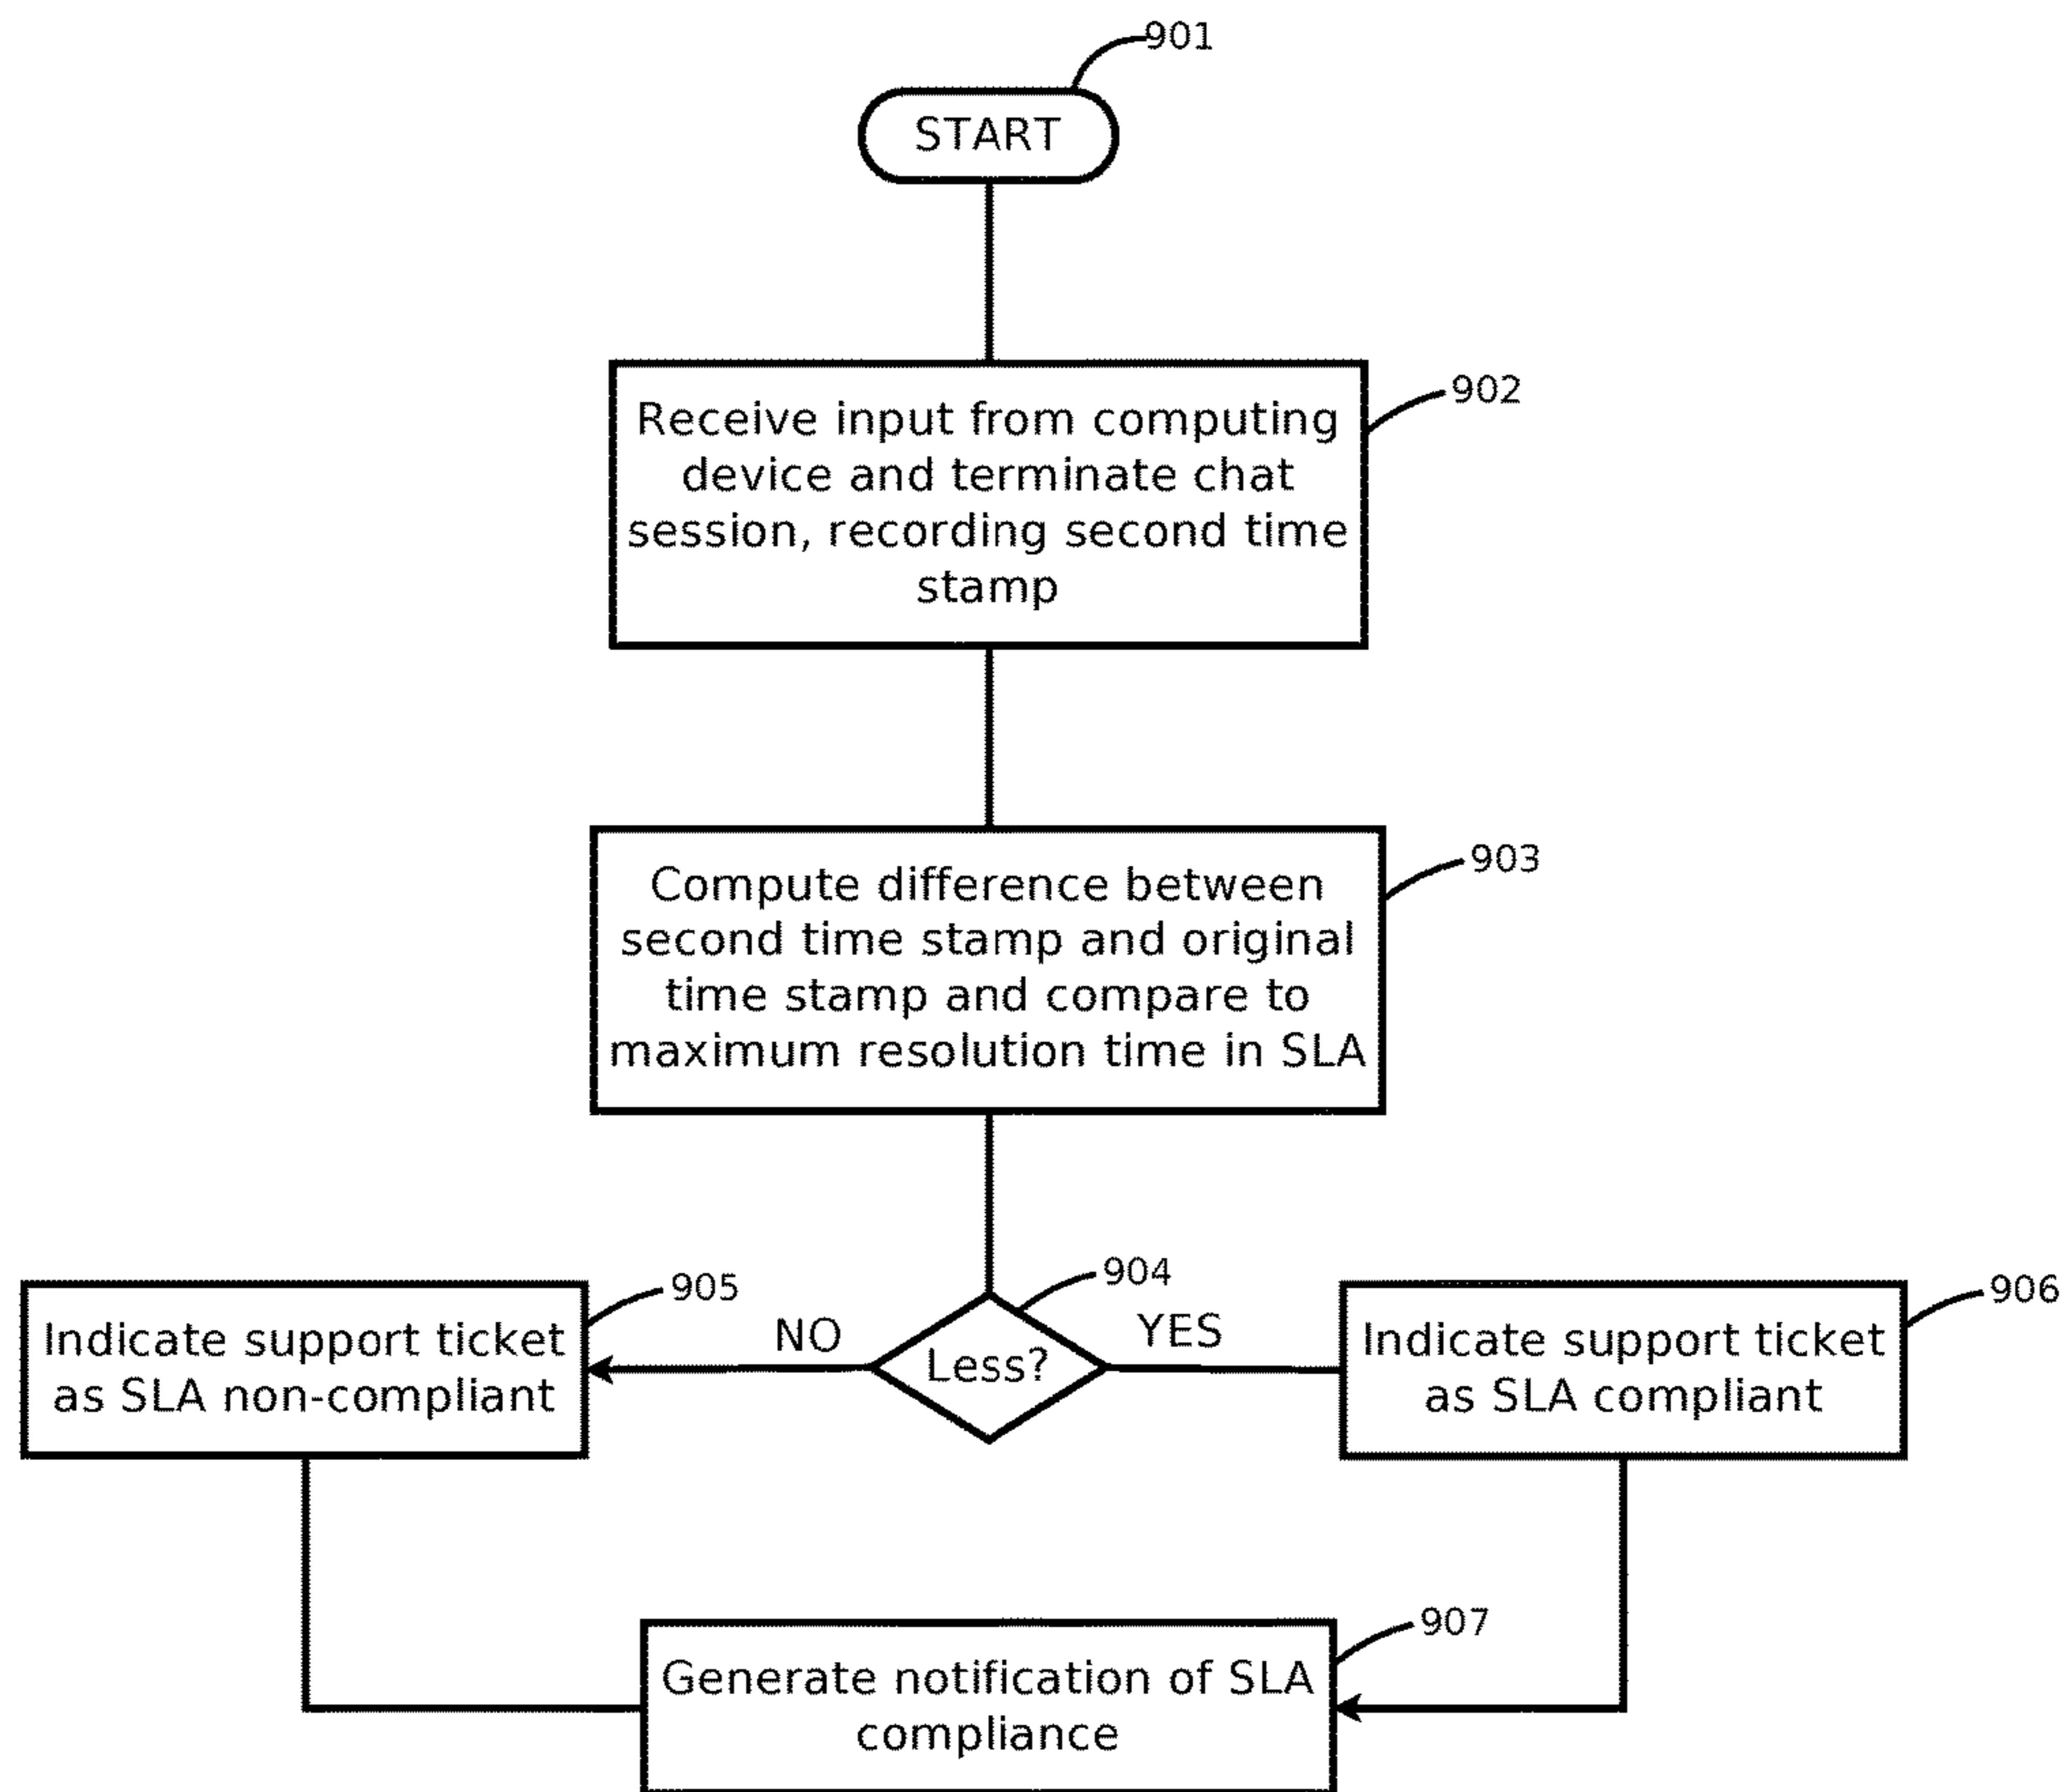 901
START
902
Receive input from computing
device and terminate chat
session, recording second time
stamp
903
Compute difference between
second time stamp and original
time stamp and compare to
maximum resolution time in SLA
904
Less?
NO
YES
905
Indicate support ticket
as SLA non-compliant
906
Indicate support ticket
as SLA compliant
907
Generate notification of SLA
compliance